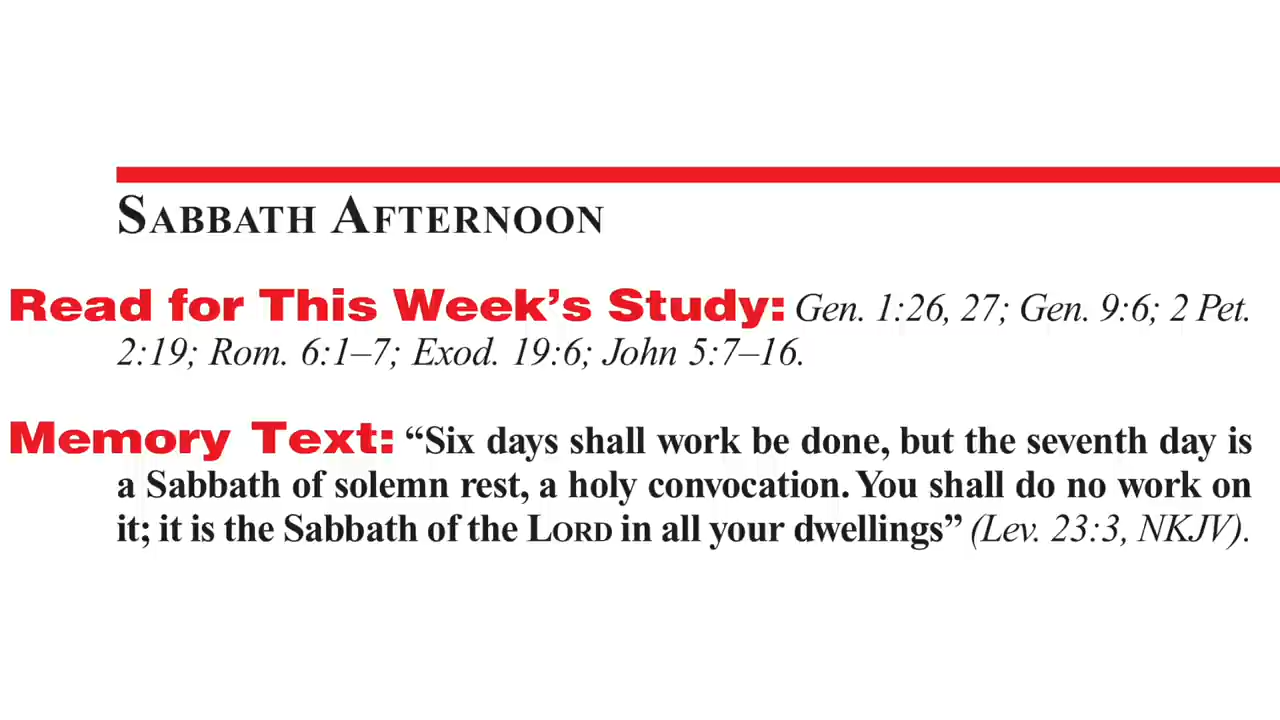 SABBATH AFTERNOON
Read for This Week’s Study: Gen. 1:26, 27; Gen. 9:6; 2 Pet.
2:19; Rom. 6:1–7; Exod. 19:6; John 5:7–16.
Memory Text: “Six days shall work be done, but the seventh day is
a Sabbath of solemn rest, a holy convocation. You shall do no work on
it; it is the Sabbath of the LORD in all your dwellings” (Lev. 23:3, NKJV).